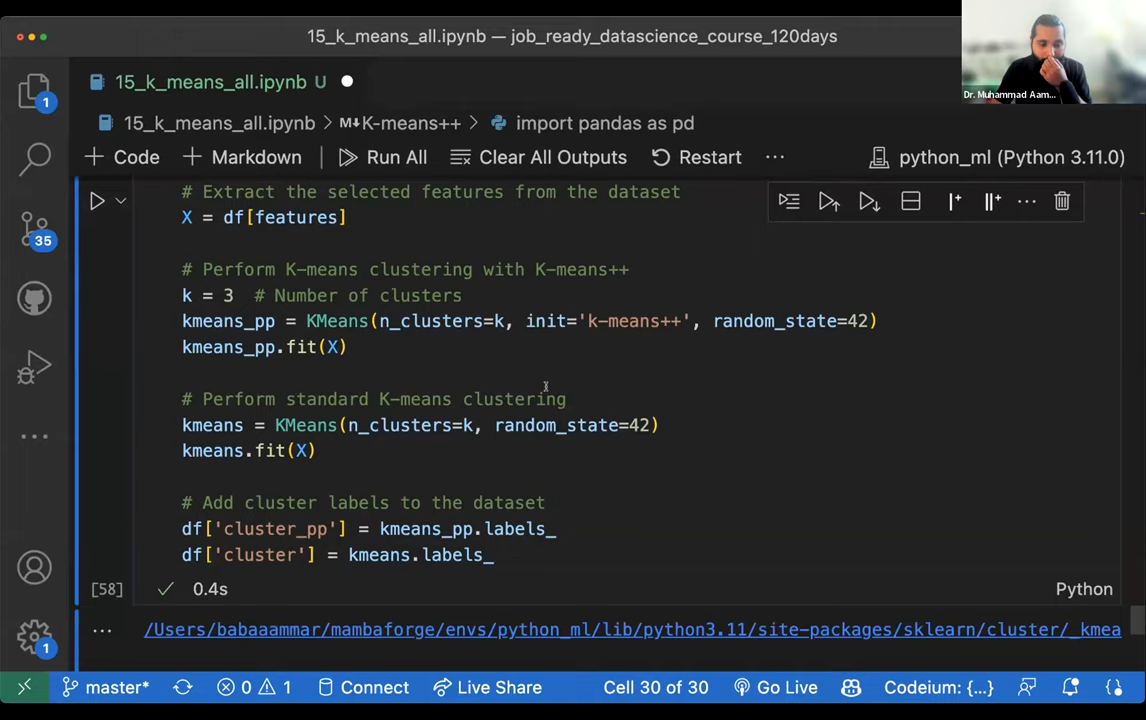 15_k_means_all.ipynb — job_ready_datascience_course_120days
Dr. Muhammad Aam...
15_k_means_all.ipynb U
1
15_k_means_all.ipynb > M↓K-means++ > import pandas as pd
+ Code + Markdown | Run All Clear All Outputs Restart ... python_ml (Python 3.11.0)
# Extract the selected features from the dataset
X = df[features]
35
# Perform K-means clustering with K-means++
k = 3 # Number of clusters
kmeans_pp = KMeans(n_clusters=k, init='k-means++', random_state=42)
kmeans_pp.fit(X)
# Perform standard K-means clustering
kmeans = KMeans(n_clusters=k, random_state=42)
kmeans.fit(X)
# Add cluster labels to the dataset
df['cluster_pp'] = kmeans_pp.labels_
df['cluster'] = kmeans.labels_
[58] ✓ 0.4s Python
... /Users/babaaammar/mambaforge/envs/python_ml/lib/python3.11/site-packages/sklearn/cluster/_kmea
1
master* 0 1 Connect Live Share Cell 30 of 30 Go Live Codeium: {...}